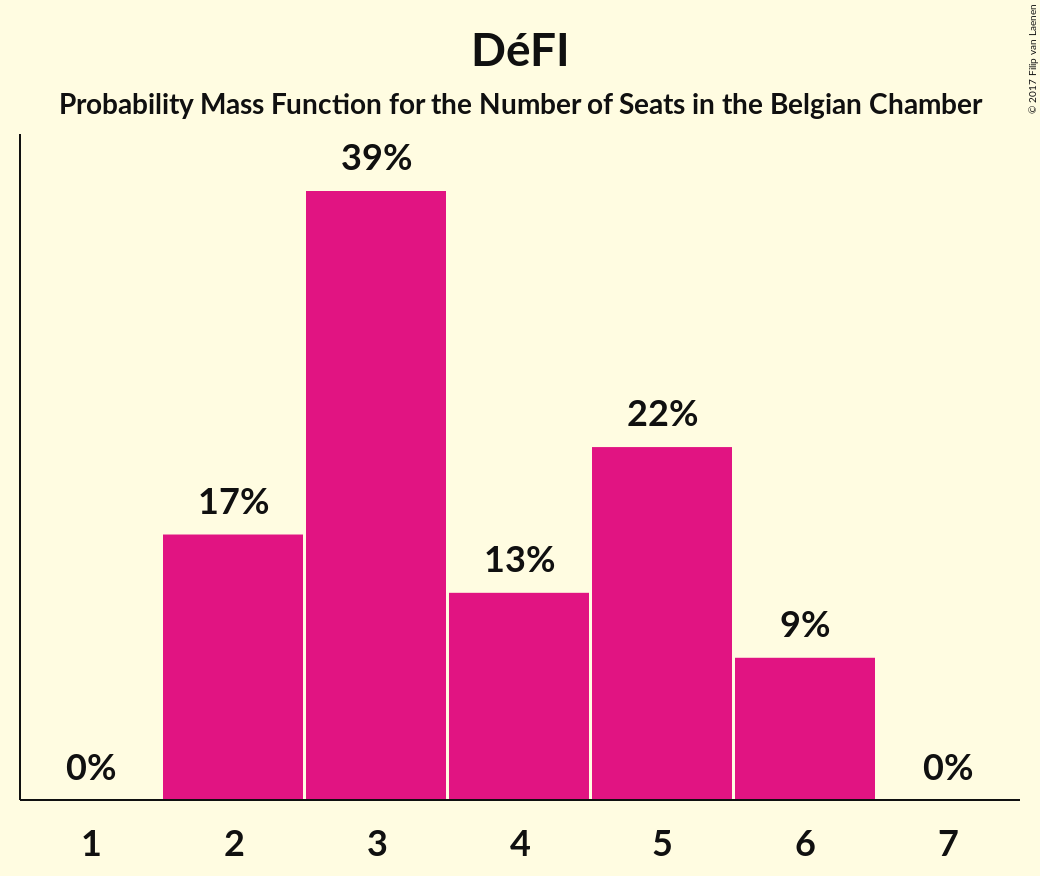 DéFI
Probability Mass Function for the Number of Seats in the Belgian Chamber
© 2017 Filip van Laenen
39%
22%
17%
13%
9%
0%
0%
1 2 3 4 5 6 7